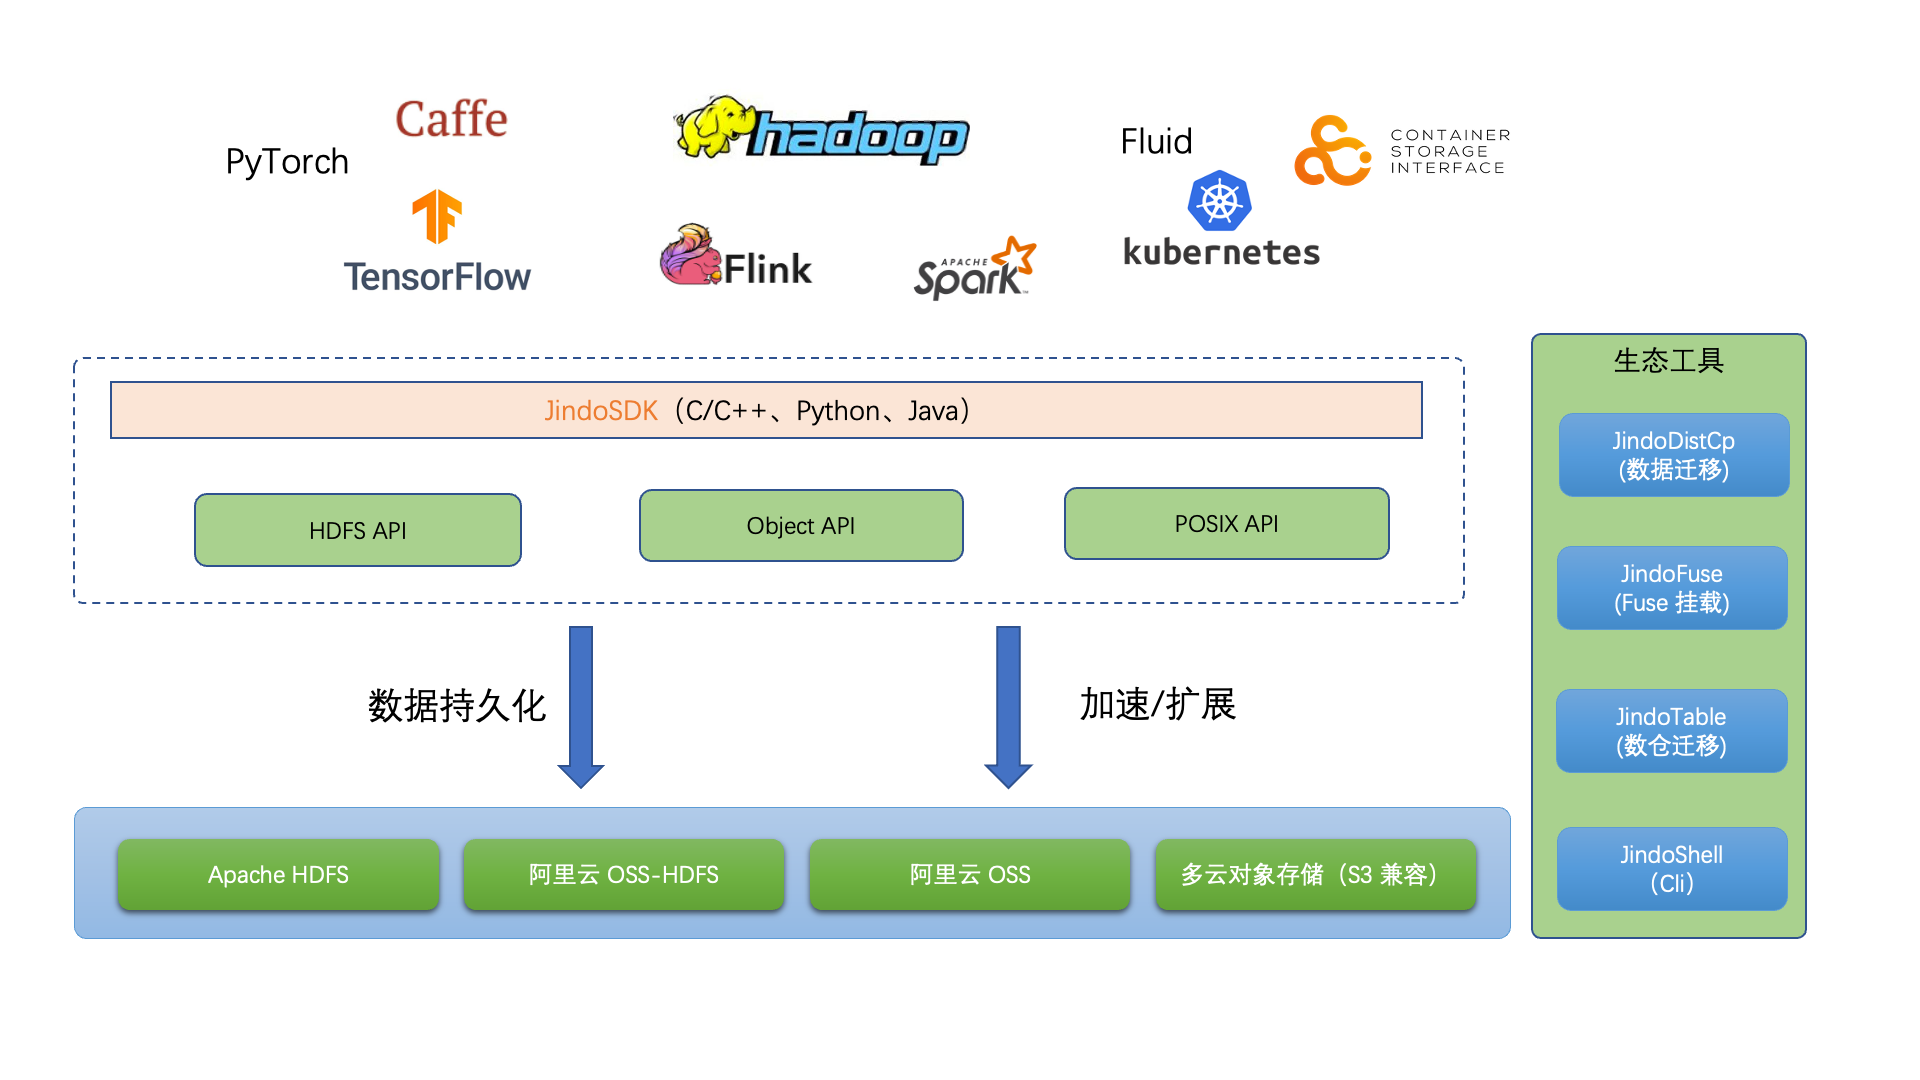 Caffe
PyTorch
TensorFlow
hadoop
Flink
APACHE
Spark™
Fluid
kubernetes
CONTAINER
STORAGE
INTERFACE
JindoSDK（C/C++、Python、Java）
HDFS API
Object API
POSIX API
数据持久化
加速/扩展
Apache HDFS
阿里云 OSS-HDFS
阿里云 OSS
多云对象存储（S3 兼容）
生态工具
JindoDistCp
(数据迁移)
JindoFuse
(Fuse 挂载)
JindoTable
(数仓迁移)
JindoShell
（Cli）